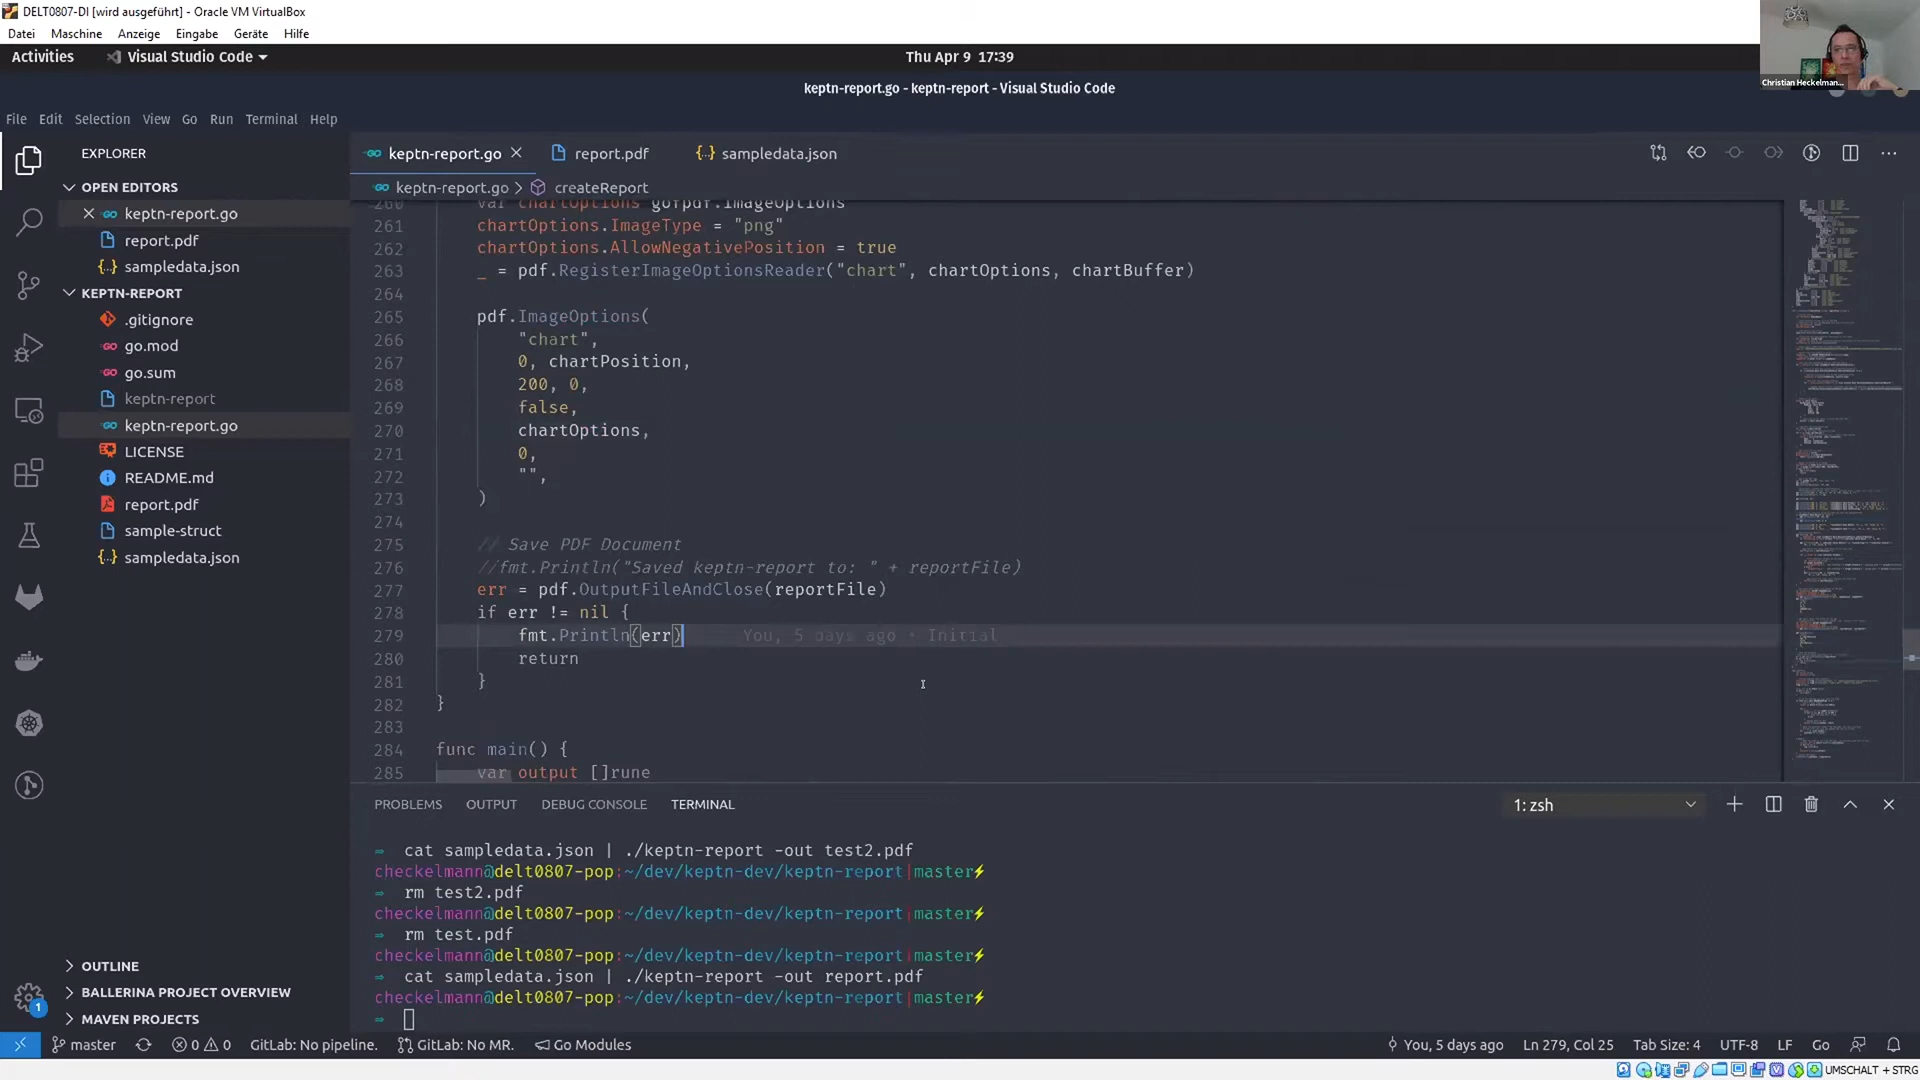 DELT0807-DI [wird ausgeführt] - Oracle VM VirtualBox
Datei Maschine Anzeige Eingabe Geräte Hilfe
Christian Heckelman...
Activities Visual Studio Code Thu Apr 9 17:39
keptn-report.go - keptn-report - Visual Studio Code
File Edit Selection View Go Run Terminal Help
EXPLORER
OPEN EDITORS
keptn-report.go
report.pdf
{..} sampledata.json
KEPTN-REPORT
.gitignore
go.mod
go.sum
keptn-report
keptn-report.go
LICENSE
README.md
report.pdf
sample-struct
{..} sampledata.json
OUTLINE
BALLERINA PROJECT OVERVIEW
MAVEN PROJECTS
1
keptn-report.go report.pdf {..} sampledata.json
keptn-report.go > createReport
260 var chartOptions gofpdf.ImageOptions
261 chartOptions.ImageType = "png"
262 chartOptions.AllowNegativePosition = true
263 _ = pdf.RegisterImageOptionsReader("chart", chartOptions, chartBuffer)
264
265 pdf.ImageOptions(
266 "chart",
267 0, chartPosition,
268 200, 0,
269 false,
270 chartOptions,
271 0,
272 "",
273 )
274
275 // Save PDF Document
276 //fmt.Println("Saved keptn-report to: " + reportFile)
277 err = pdf.OutputFileAndClose(reportFile)
278 if err != nil {
279 fmt.Println(err) You, 5 days ago • Initial
280 return
281 }
282 }
283
284 func main() {
285 var output []rune
PROBLEMS OUTPUT DEBUG CONSOLE TERMINAL 1: zsh
⇒ cat sampledata.json | ./keptn-report -out test2.pdf
checkelmann@delt0807-pop:~/dev/keptn-dev/keptn-report|master⚡
⇒ rm test2.pdf
checkelmann@delt0807-pop:~/dev/keptn-dev/keptn-report|master⚡
⇒ rm test.pdf
checkelmann@delt0807-pop:~/dev/keptn-dev/keptn-report|master⚡
⇒ cat sampledata.json | ./keptn-report -out report.pdf
checkelmann@delt0807-pop:~/dev/keptn-dev/keptn-report|master⚡
⇒
master 0 0 GitLab: No pipeline. GitLab: No MR. Go Modules You, 5 days ago Ln 279, Col 25 Tab Size: 4 UTF-8 LF Go
UMSCHALT + STRG